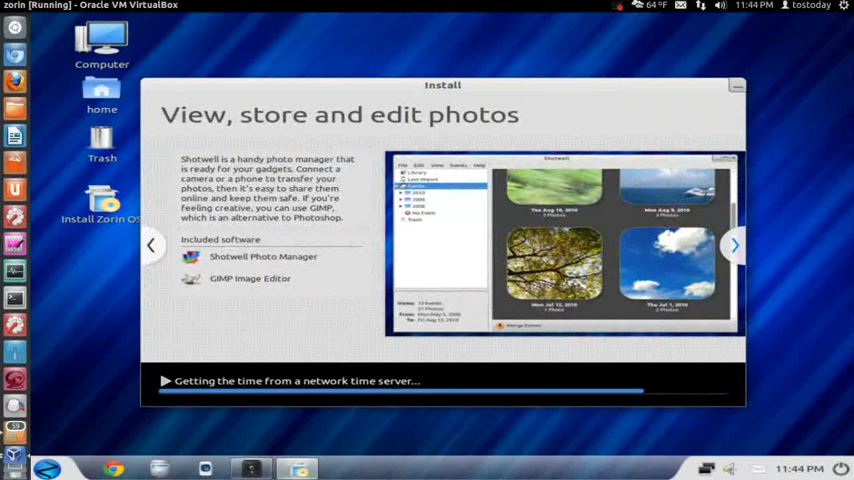 zorin [Running] - Oracle VM VirtualBox
64 °F
11:44 PM
tostoday
Computer
home
Trash
Install Zorin OS
Install
View, store and edit photos
Shotwell is a handy photo manager that
is ready for your gadgets. Connect a
camera or a phone to transfer your
photos, then it's easy to share them
online and keep them safe. If you're
feeling creative, you can use GIMP,
which is an alternative to Photoshop.
Included software
Shotwell Photo Manager
GIMP Image Editor
Shotwell
File Edit View Events Help
Library
Last Import
Events
2010
2009
2008
No Event
Trash
Tue Aug 10, 2010
Mon Aug 9, 2010
Mon Jul 12, 2010
1 Photo
Thu Jul 1, 2010
2 Photos
Getting the time from a network time server...
11:44 PM